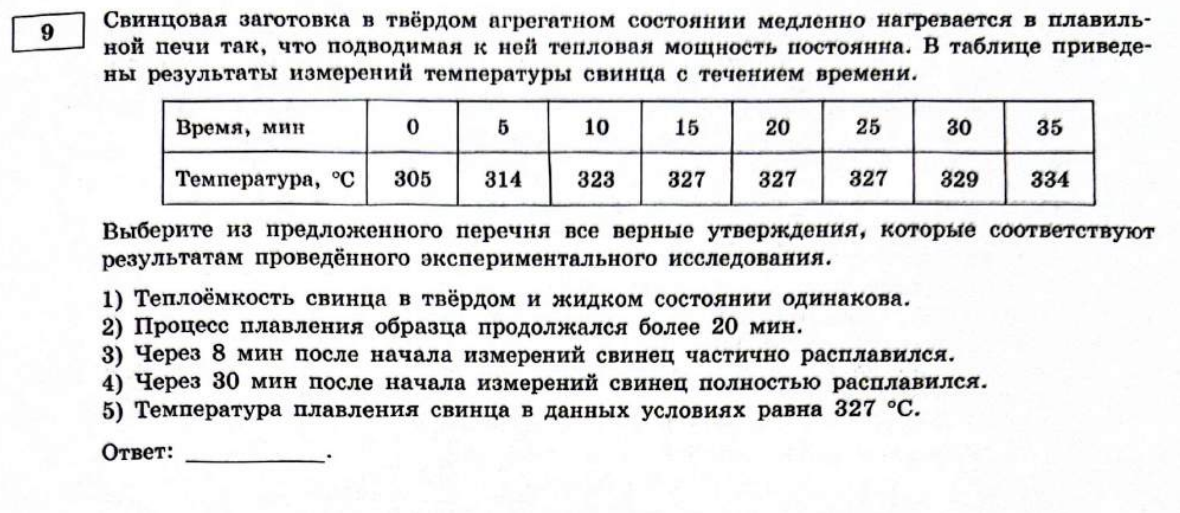 9
Свинцовая заготовка в твёрдом агрегатном состоянии медленно нагревается в плавиль-
ной печи так, что подводимая к ней тепловая мощность постоянна. В таблице приведе-
ны результаты измерений температуры свинца с течением времени.
Время, мин 0 5 10 15 20 25 30 35
Температура, °С 305 314 323 327 327 327 329 334
Выберите из предложенного перечня все верные утверждения, которые соответствуют
результатам проведённого экспериментального исследования.
1) Теплоёмкость свинца в твёрдом и жидком состоянии одинакова.
2) Процесс плавления образца продолжался более 20 мин.
3) Через 8 мин после начала измерений свинец частично расплавился.
4) Через 30 мин после начала измерений свинец полностью расплавился.
5) Температура плавления свинца в данных условиях равна 327 °С.
Ответ: ___________.